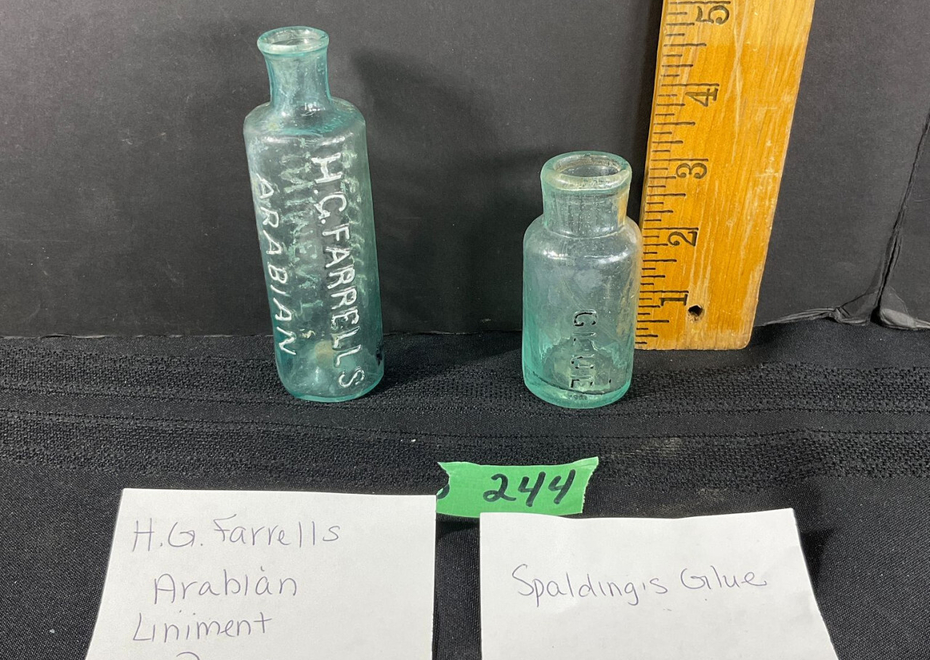 H.G. FARRELLS
ARABIAN
GLUE
5
4
3
2
1
244
H.G. Farrells
Arabian
Liniment
Spalding's Glue